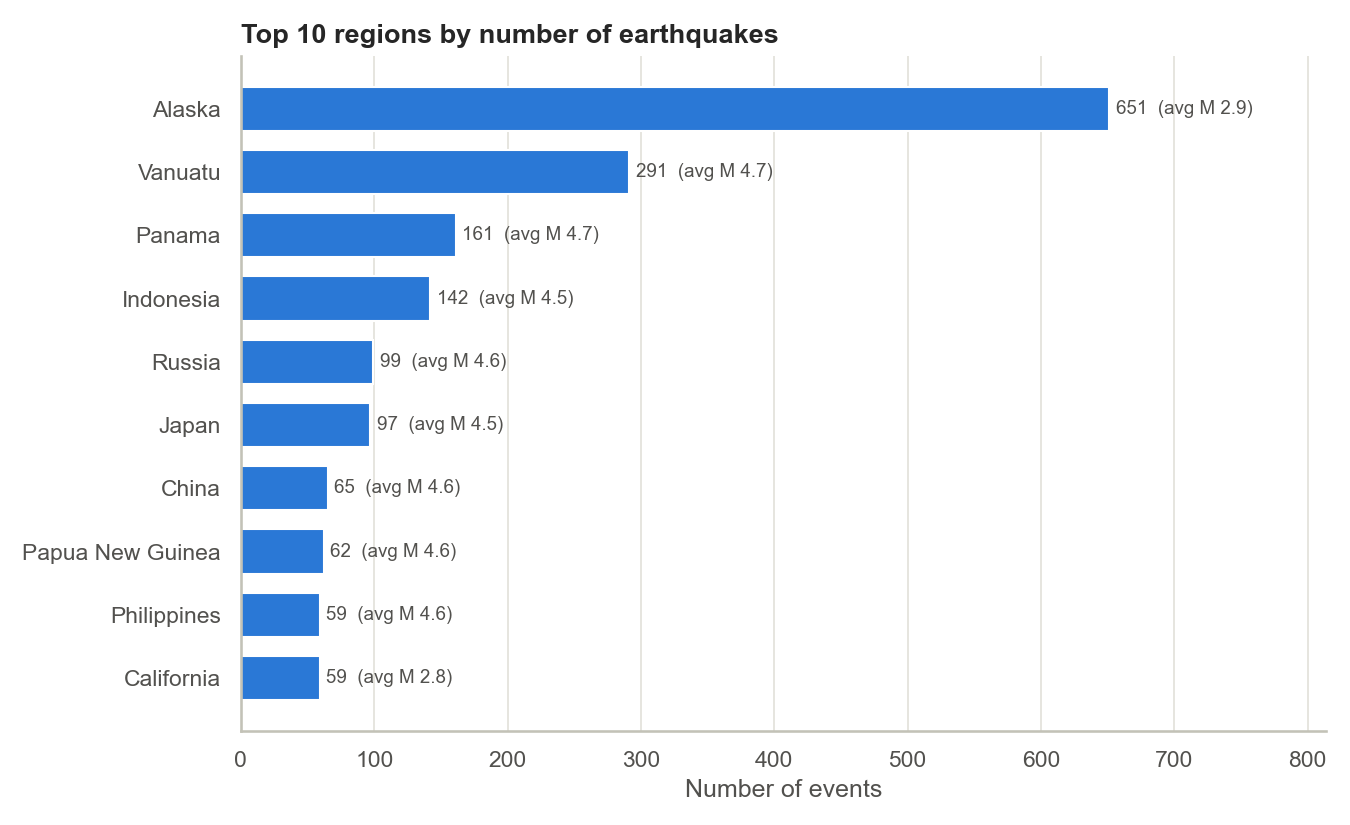 Top 10 regions by number of earthquakes
Alaska 651 (avg M 2.9)
Vanuatu 291 (avg M 4.7)
Panama 161 (avg M 4.7)
Indonesia 142 (avg M 4.5)
Russia 99 (avg M 4.6)
Japan 97 (avg M 4.5)
China 65 (avg M 4.6)
Papua New Guinea 62 (avg M 4.6)
Philippines 59 (avg M 4.6)
California 59 (avg M 2.8)
0 100 200 300 400 500 600 700 800
Number of events